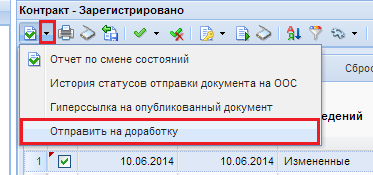 Контракт - Зарегистрировано
Отчет по смене состояний
История статусов отправки документа на ООС
Гиперссылка на опубликованный документ
Отправить на доработку
Сброс
ведений
1 10.06.2014 10.06.2014 Измененные